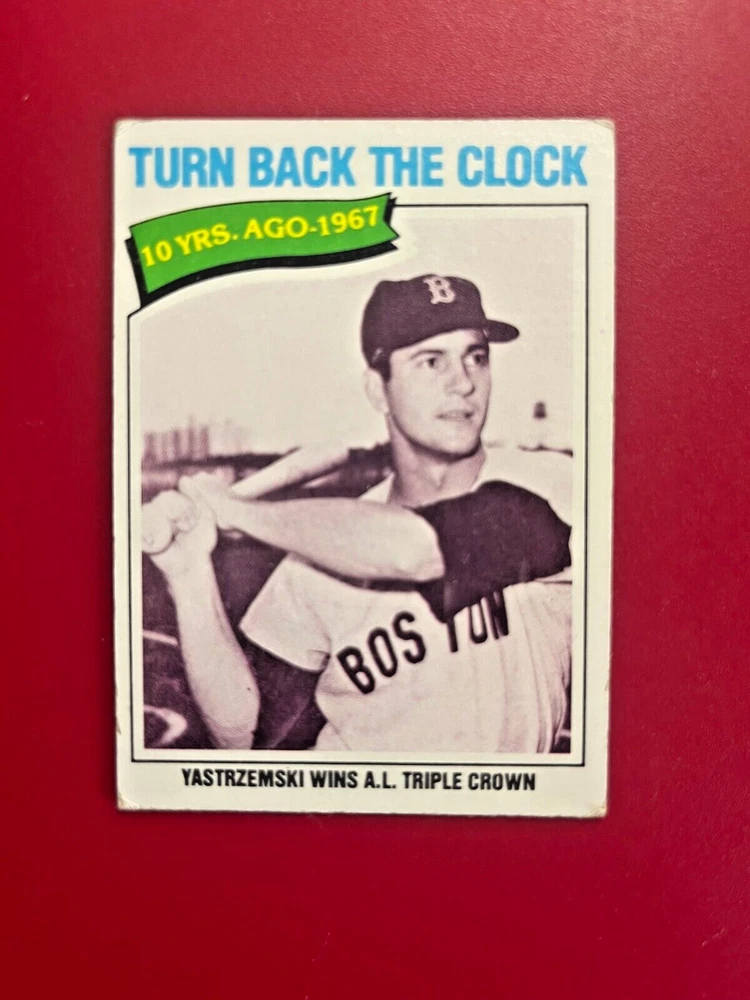 TURN BACK THE CLOCK
10 YRS. AGO-1967
B
BOSTON
YASTRZEMSKI WINS A.L. TRIPLE CROWN